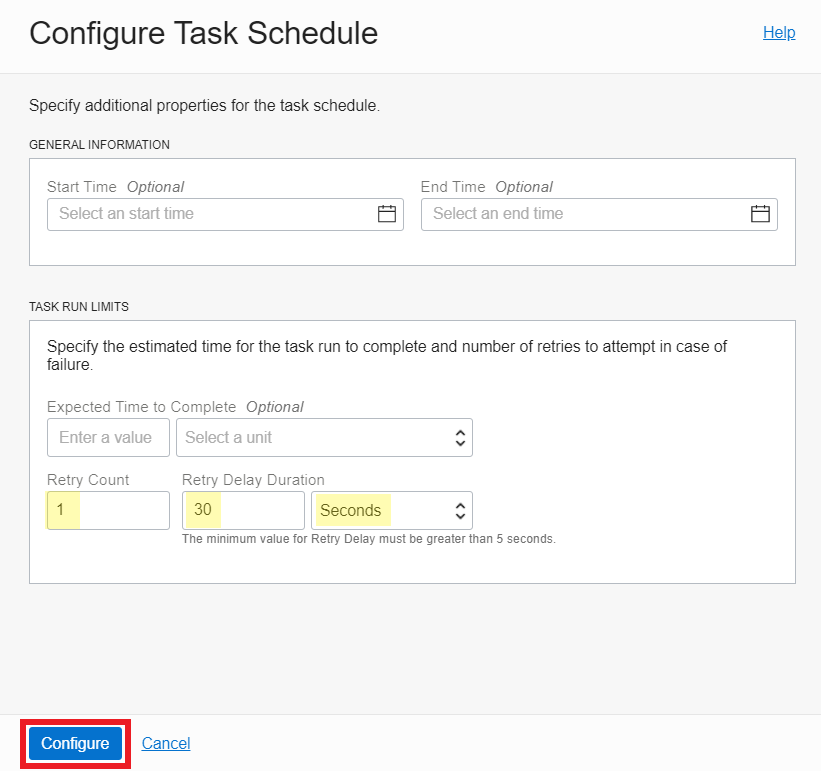 Configure Task Schedule
Help
Specify additional properties for the task schedule.
GENERAL INFORMATION
Start Time Optional
End Time Optional
Select an start time
Select an end time
TASK RUN LIMITS
Specify the estimated time for the task run to complete and number of retries to attempt in case of
failure.
Expected Time to Complete Optional
Enter a value
Select a unit
Retry Count
Retry Delay Duration
1
30
Seconds
The minimum value for Retry Delay must be greater than 5 seconds.
Configure
Cancel